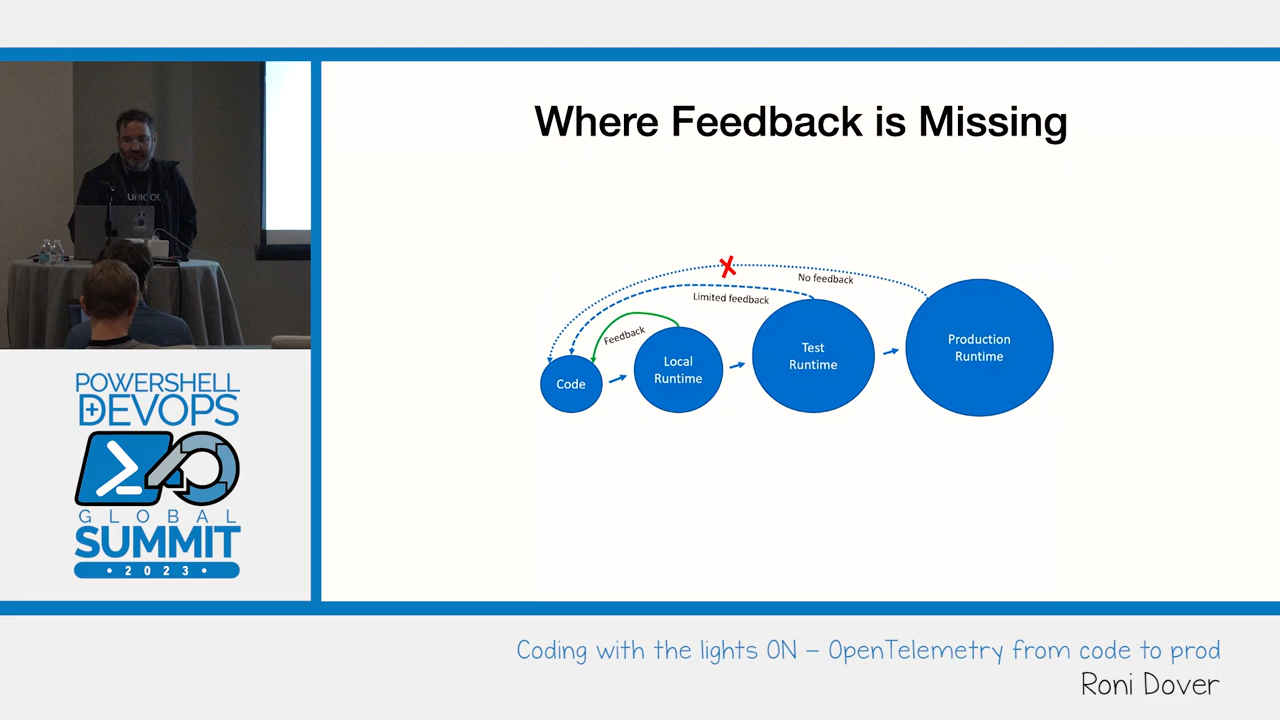 Where Feedback is Missing
No feedback
Limited feedback
Feedback
Code
Local
Runtime
Test
Runtime
Production
Runtime
POWERSHELL
+DEVOPS
GLOBAL
SUMMIT
• 2023 •
Coding with the lights ON – OpenTelemetry from code to prod
Roni Dover